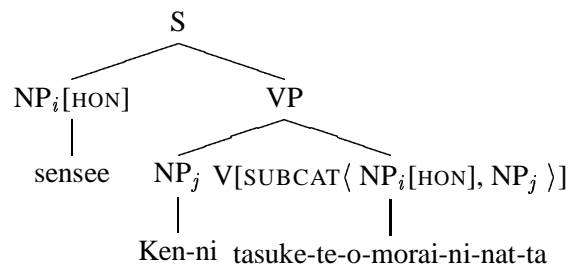 S
NP_i[HON] VP
sensee NP_j V[SUBCAT⟨ NP_i[HON], NP_j ⟩]
Ken-ni tasuke-te-o-morai-ni-nat-ta